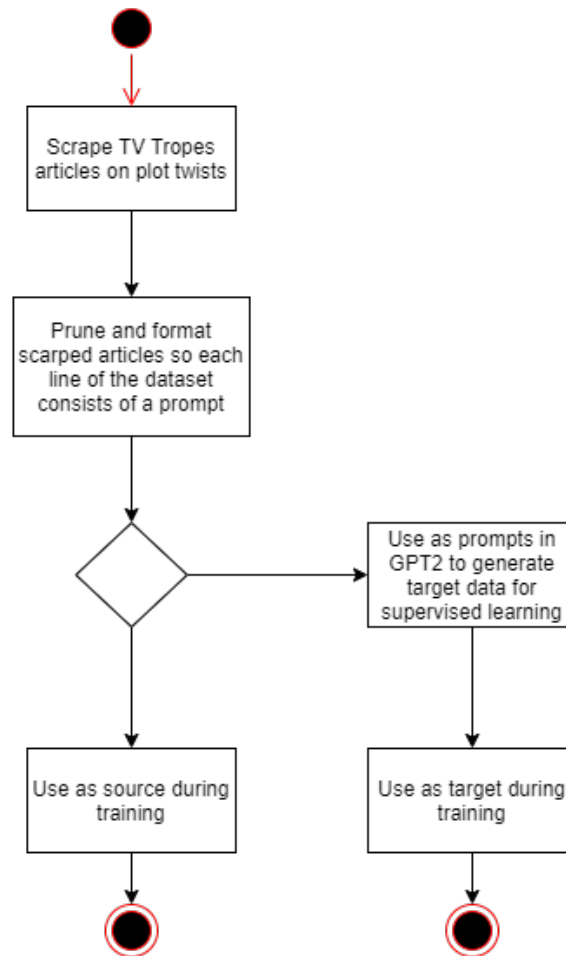 Scrape TV Tropes
articles on plot twists
Prune and format
scarped articles so each
line of the dataset
consists of a prompt
Use as prompts in
GPT2 to generate
target data for
supervised learning
Use as source during
training
Use as target during
training